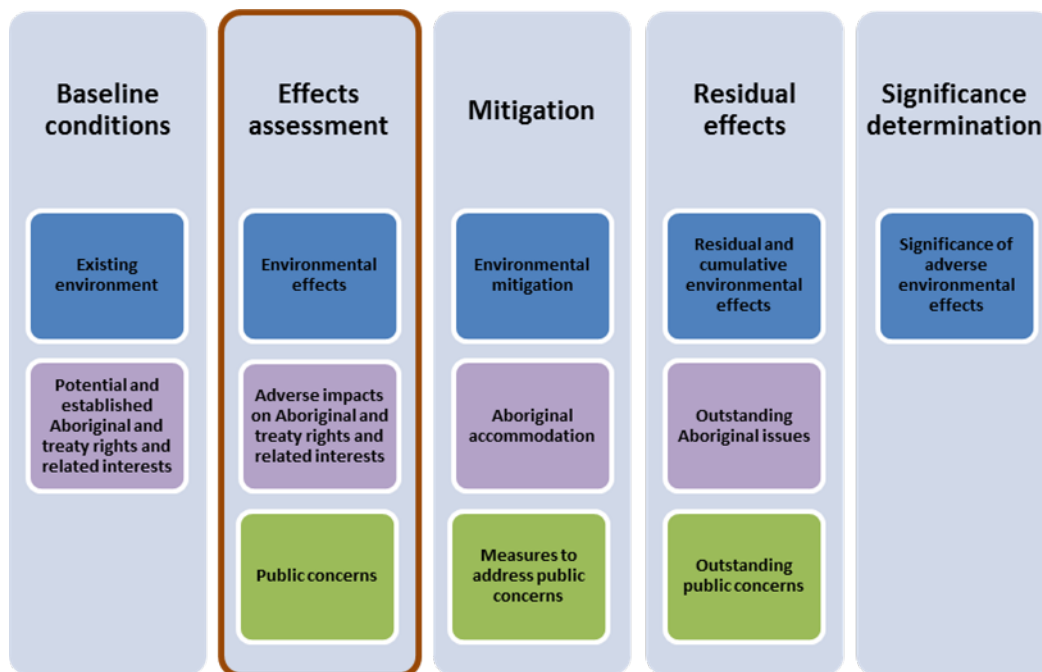 Baseline
conditions
Existing
environment
Potential and
established
Aboriginal and
treaty rights and
related interests
Effects
assessment
Environmental
effects
Adverse impacts
on Aboriginal and
treaty rights and
related interests
Public concerns
Mitigation
Environmental
mitigation
Aboriginal
accommodation
Measures to
address public
concerns
Residual
effects
Residual and
cumulative
environmental
effects
Outstanding
Aboriginal issues
Outstanding
public concerns
Significance
determination
Significance of
adverse
environmental
effects